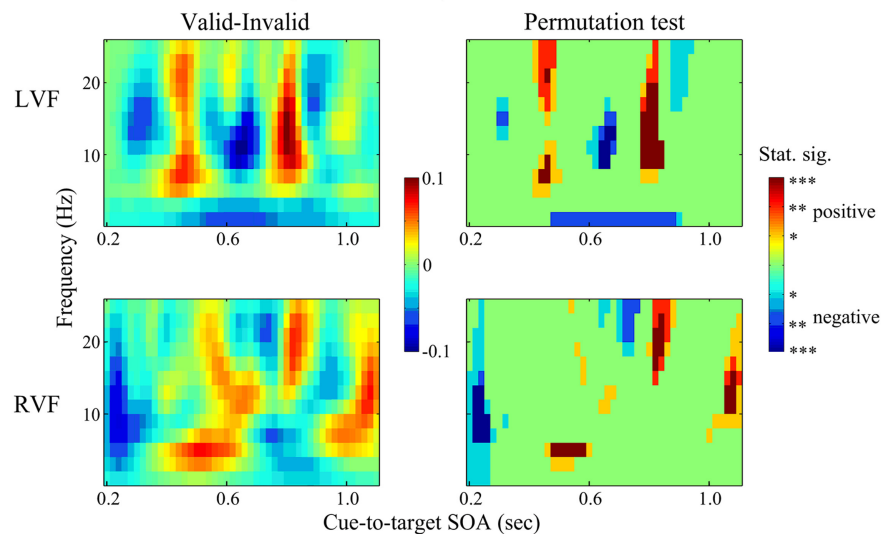 Valid-Invalid
Permutation test
LVF
20
10
0.2 0.6 1.0
0.2 0.6 1.0
Frequency (Hz)
0.1
0
-0.1
Stat. sig.
***
** positive
*
*
** negative
***
RVF
20
10
0.2 0.6 1.0
0.2 0.6 1.0
Cue-to-target SOA (sec)